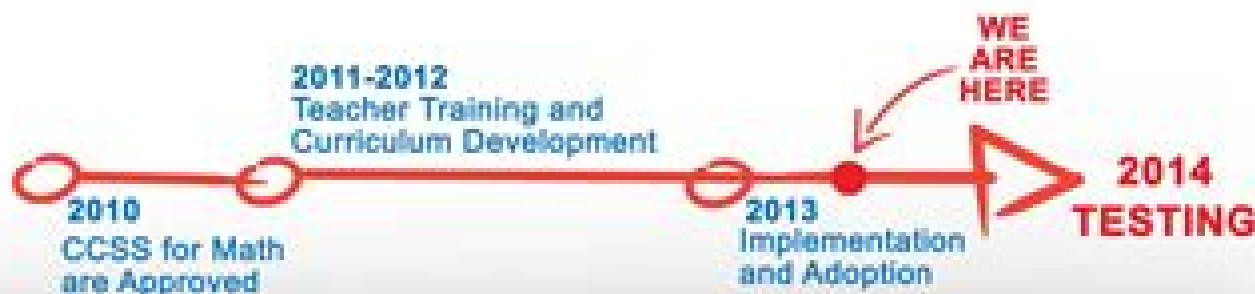 2010
CCSS for Math
are Approved
2011-2012
Teacher Training and
Curriculum Development
2013
Implementation
and Adoption
WE
ARE
HERE
2014
TESTING